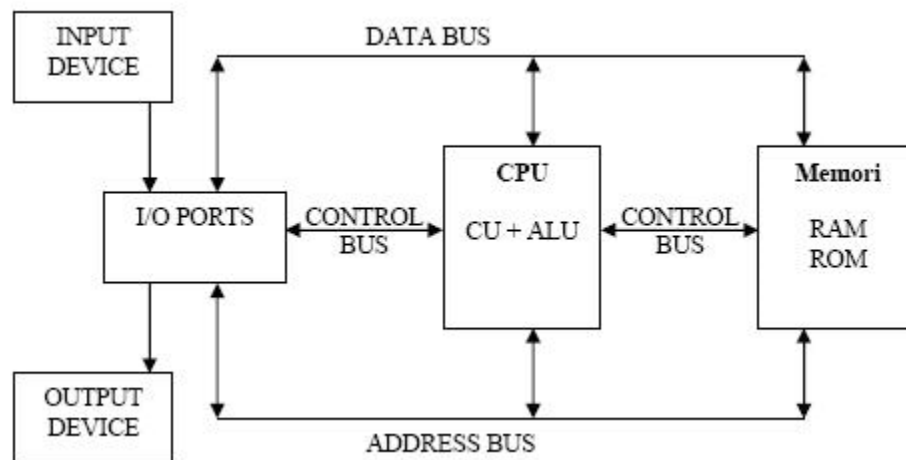 INPUT
DEVICE
DATA BUS
I/O PORTS
CONTROL
BUS
CPU
CU + ALU
CONTROL
BUS
Memori
RAM
ROM
OUTPUT
DEVICE
ADDRESS BUS